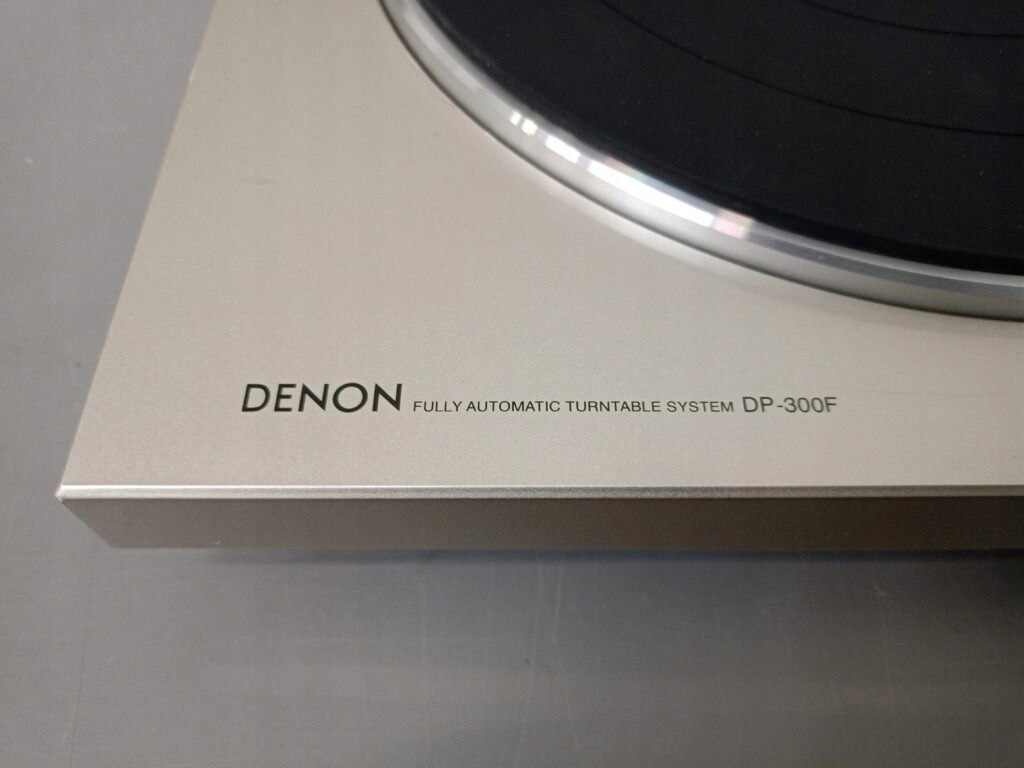 DENON FULLY AUTOMATIC TURNTABLE SYSTEM DP-300F